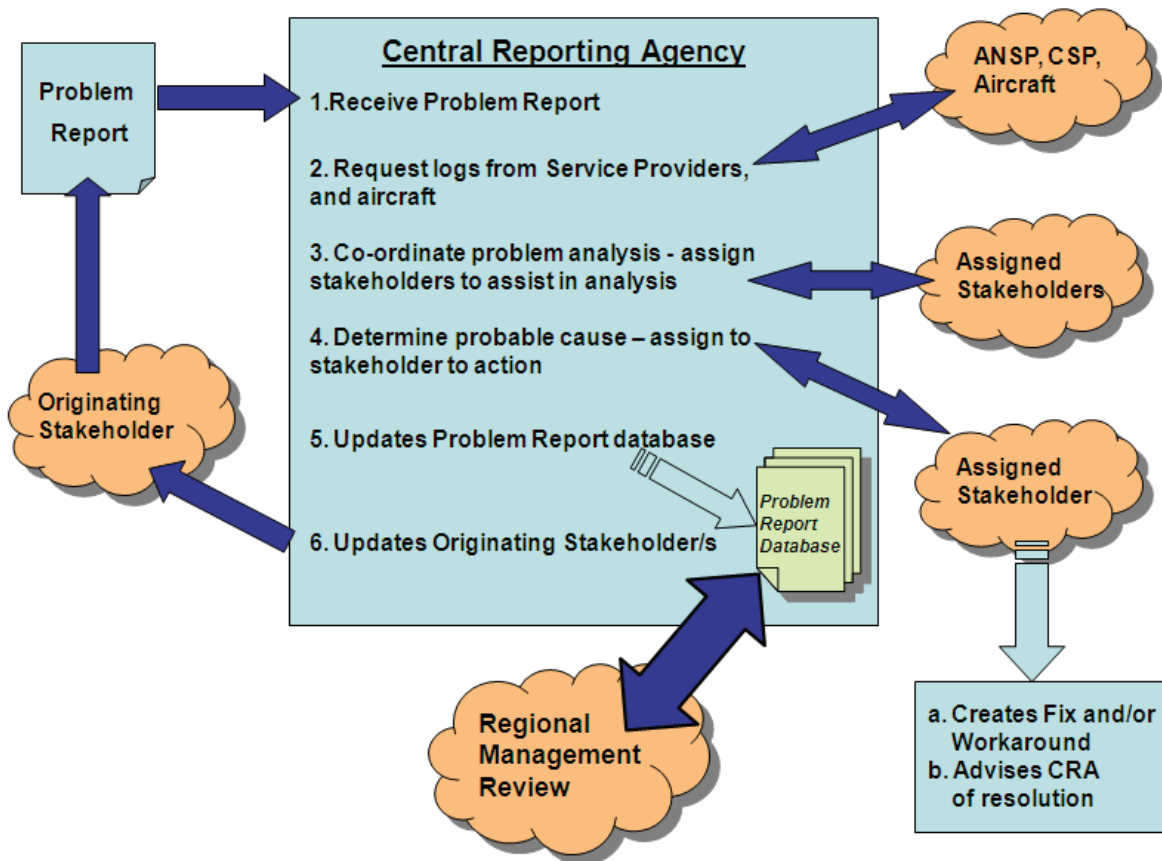 Problem
Report
Central Reporting Agency
1.Receive Problem Report
2. Request logs from Service Providers,
and aircraft
3. Co-ordinate problem analysis - assign
stakeholders to assist in analysis
4. Determine probable cause – assign to
stakeholder to action
5. Updates Problem Report database
6. Updates Originating Stakeholder/s
Problem
Report
Database
ANSP, CSP,
Aircraft
Assigned
Stakeholders
Assigned
Stakeholder
Originating
Stakeholder
Regional
Management
Review
a. Creates Fix and/or
Workaround
b. Advises CRA
of resolution